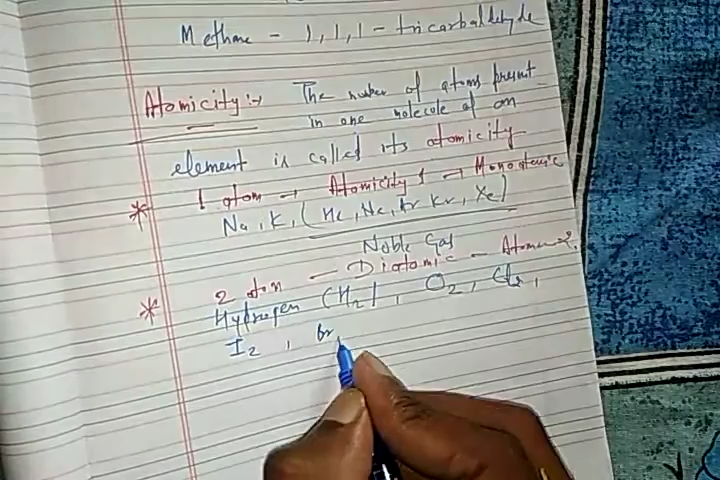 Methane - 1,1,1 - tricarbaldehyde
Atomicity :→ The number of atoms present
in one molecule of an
element is called its atomicity
* 1 atom → Atomicity 1 → Monoatomic
Na, K, (He, Ne, Ar Kr, Xe)
Noble Gas
* 2 atom - Diatomic -
Hydrogen (H2), O2, Cl2,
I2, Br